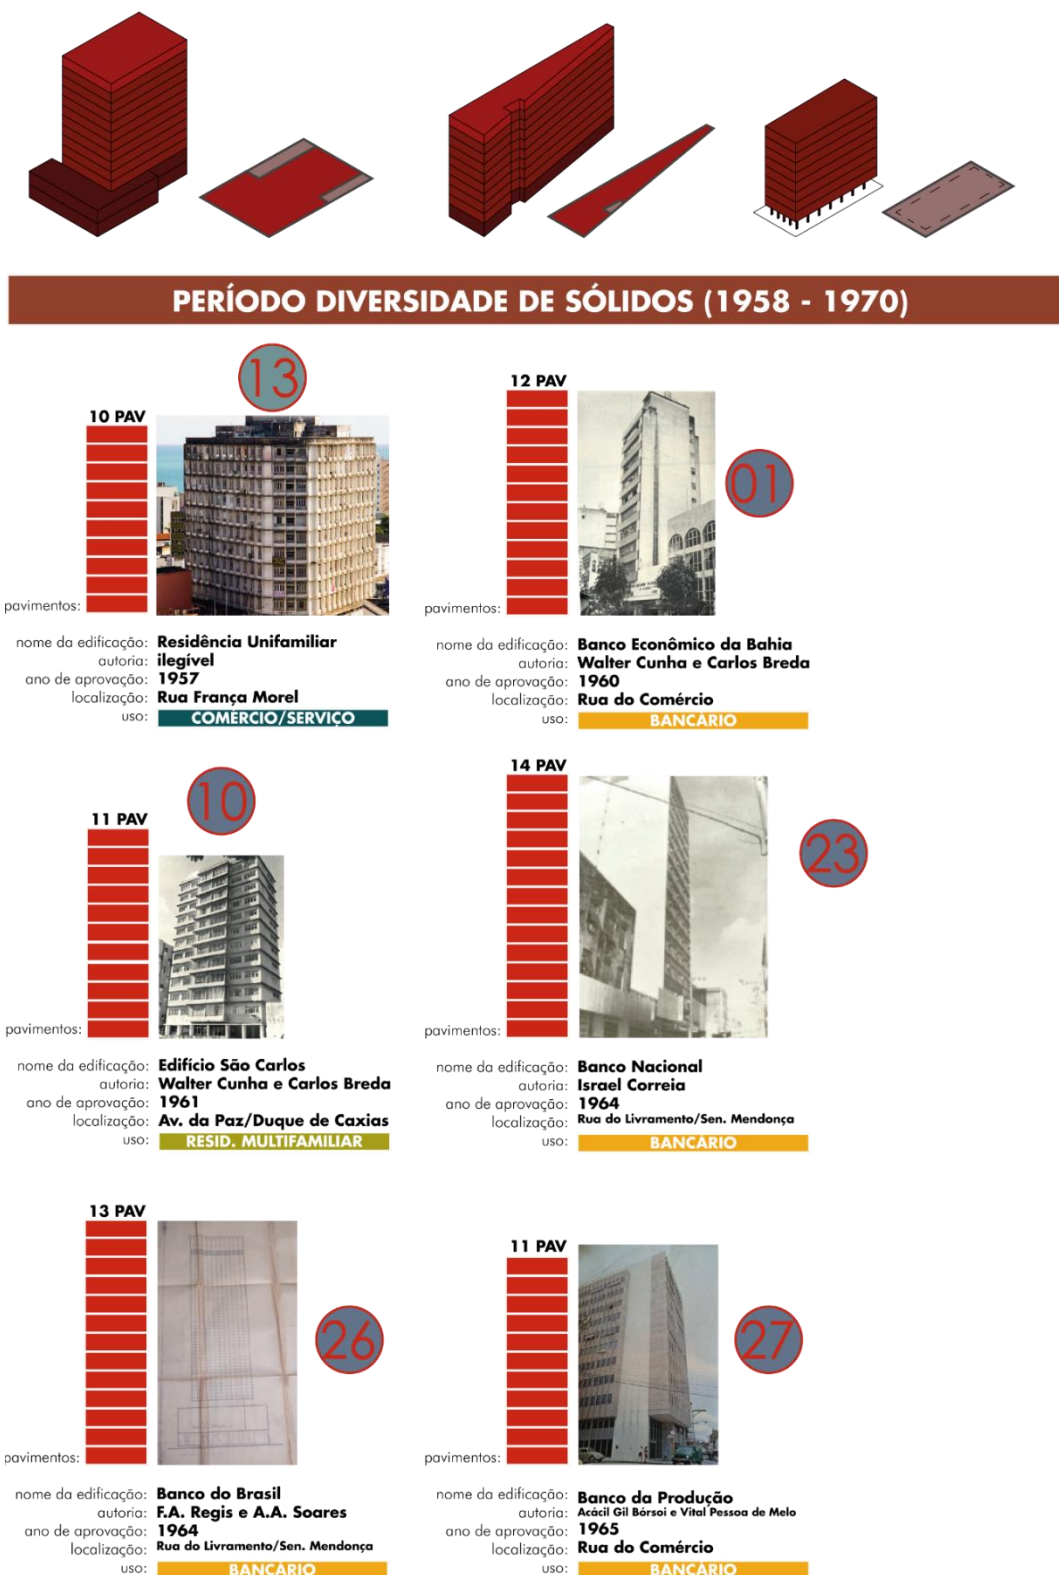 PERÍODO DIVERSIDADE DE SÓLIDOS (1958 - 1970)
13
10 PAV
pavimentos:
nome da edificação: Residência Unifamiliar
autoria: ilegível
ano de aprovação: 1957
localização: Rua França Morel
uso: COMÉRCIO/SERVIÇO
12 PAV
01
pavimentos:
nome da edificação: Banco Econômico da Bahia
autoria: Walter Cunha e Carlos Breda
ano de aprovação: 1960
localização: Rua do Comércio
uso: BANCÁRIO
10
11 PAV
pavimentos:
nome da edificação: Edifício São Carlos
autoria: Walter Cunha e Carlos Breda
ano de aprovação: 1961
localização: Av. da Paz/Duque de Caxias
uso: RESID. MULTIFAMILIAR
14 PAV
23
pavimentos:
nome da edificação: Banco Nacional
autoria: Israel Correia
ano de aprovação: 1964
localização: Rua do Livramento/Sen. Mendonça
uso: BANCÁRIO
13 PAV
26
pavimentos:
nome da edificação: Banco do Brasil
autoria: F.A. Regis e A.A. Soares
ano de aprovação: 1964
localização: Rua do Livramento/Sen. Mendonça
uso: BANCÁRIO
11 PAV
27
pavimentos:
nome da edificação: Banco da Produção
autoria: Acácil Gil Bórsoi e Vital Pessoa de Melo
ano de aprovação: 1965
localização: Rua do Comércio
uso: BANCÁRIO